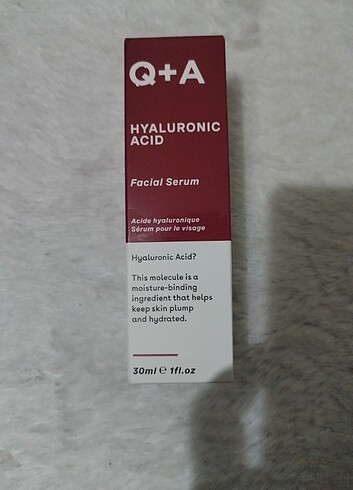 Q+A
HYALURONIC
ACID
Facial Serum
Acide hyaluronique
Sérum pour le visage
Hyaluronic Acid?
This molecule is a
moisture-binding
ingredient that helps
keep skin plump
and hydrated.
30ml ℮ 1fl.oz